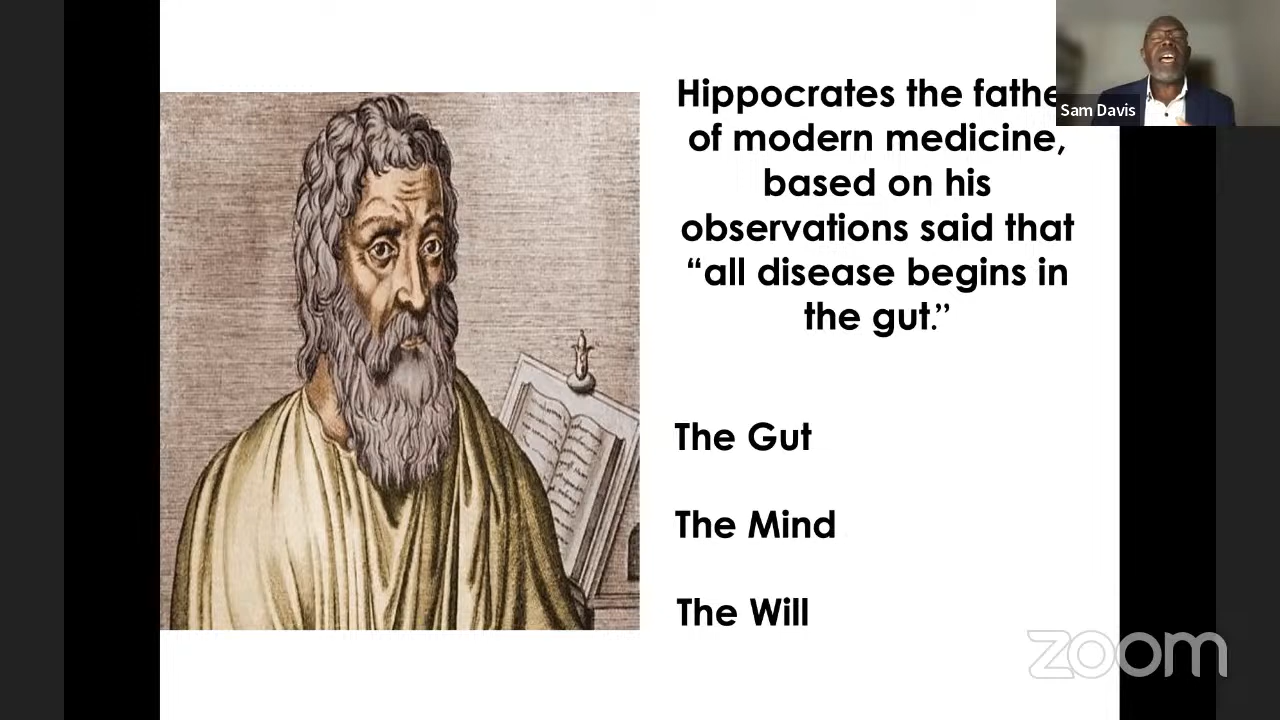 Hippocrates the fathe
of modern medicine,
based on his
observations said that
“all disease begins in
the gut.”
The Gut
The Mind
The Will
Sam Davis
zoom